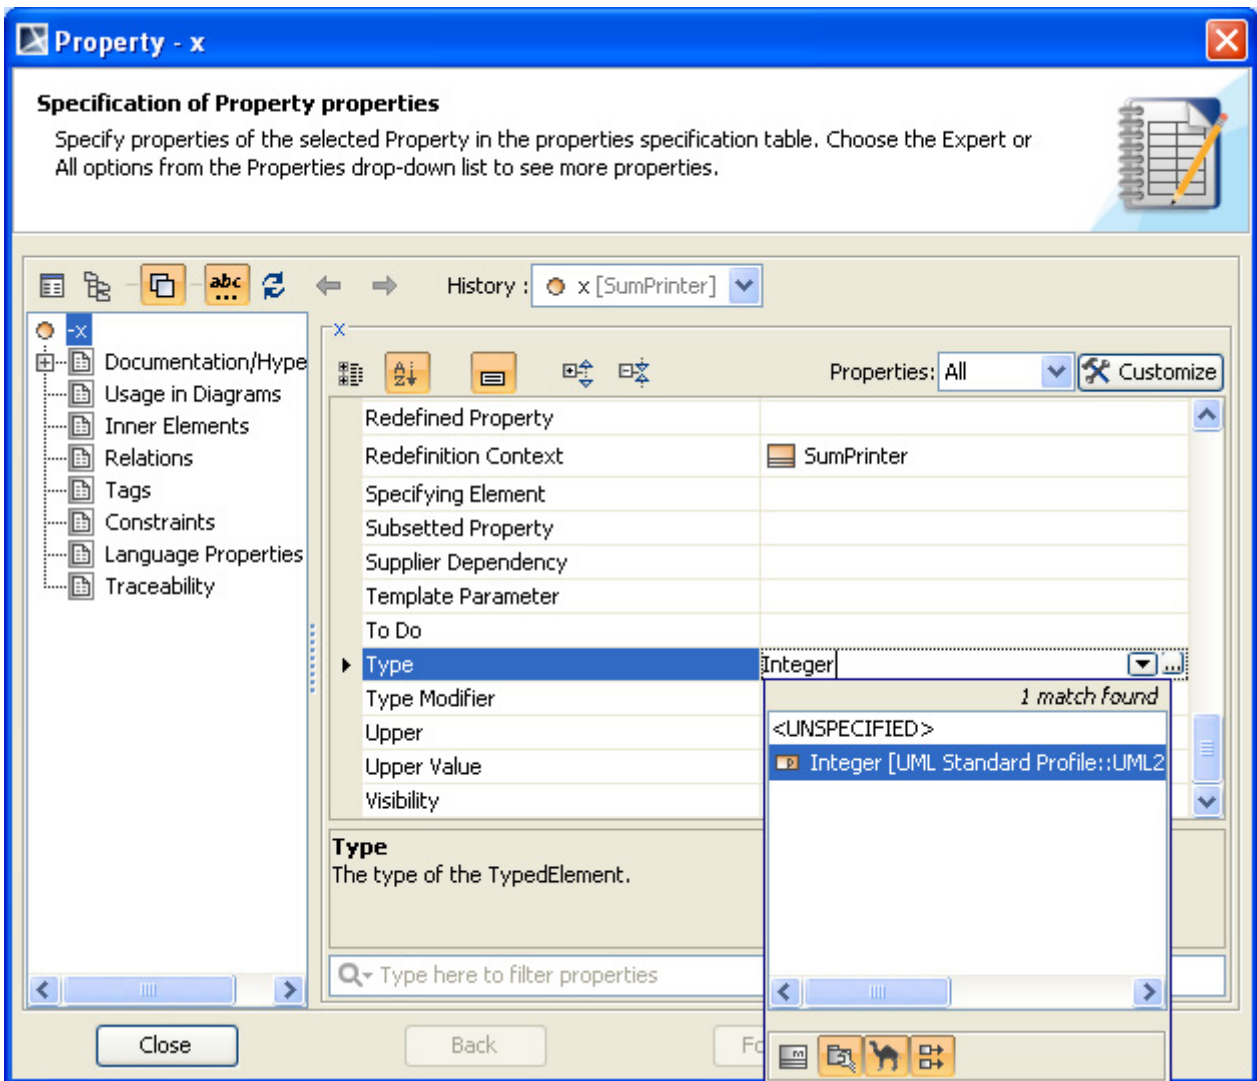 Property - x
Specification of Property properties
Specify properties of the selected Property in the properties specification table. Choose the Expert or
All options from the Properties drop-down list to see more properties.
abc
History : x [SumPrinter]
-x
Documentation/Hype
Usage in Diagrams
Inner Elements
Relations
Tags
Constraints
Language Properties
Traceability
x
Properties: All
Customize
Redefined Property
Redefinition Context SumPrinter
Specifying Element
Subsetted Property
Supplier Dependency
Template Parameter
To Do
Type Integer
Type Modifier
Upper
Upper Value
Visibility
1 match found
<UNSPECIFIED>
Integer [UML Standard Profile::UML2
Type
The type of the TypedElement.
Type here to filter properties
Close
Back
Fo